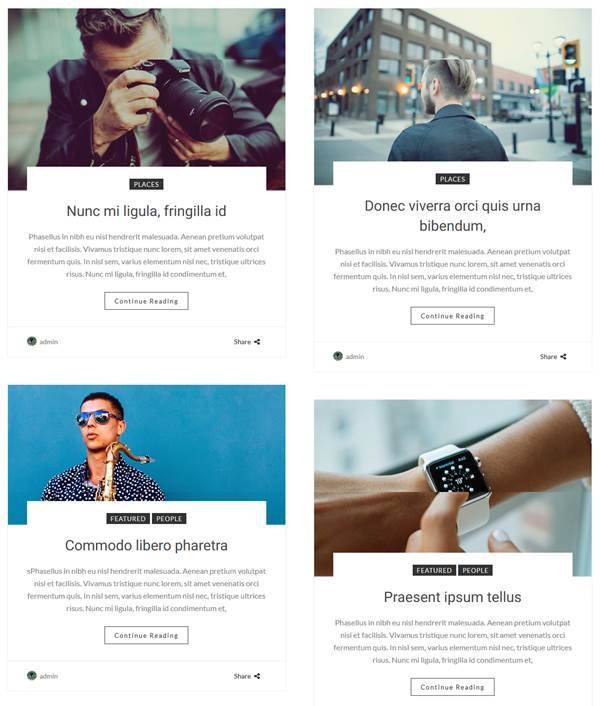 PLACES
Nunc mi ligula, fringilla id
Phasellus in nibh eu nisl hendrerit malesuada. Aenean pretium volutpat
nisi et facilisis. Vivamus tristique nunc lorem, sit amet venenatis orci
fermentum quis. In nisl sem, varius elementum nisl nec, tristique ultrices
risus. Nunc mi ligula, fringilla id condimentum et,
Continue Reading
admin
Share
PLACES
Donec viverra orci quis urna
bibendum,
Phasellus in nibh eu nisl hendrerit malesuada. Aenean pretium volutpat
nisi et facilisis. Vivamus tristique nunc lorem, sit amet venenatis orci
fermentum quis. In nisl sem, varius elementum nisl nec, tristique ultrices
risus. Nunc mi ligula, fringilla id condimentum et,
Continue Reading
admin
Share
FEATURED PEOPLE
Commodo libero pharetra
sPhasellus in nibh eu nisl hendrerit malesuada. Aenean pretium volutpat
nisi et facilisis. Vivamus tristique nunc lorem, sit amet venenatis orci
fermentum quis. In nisl sem, varius elementum nisl nec, tristique ultrices
risus. Nunc mi ligula, fringilla id condimentum et,
Continue Reading
admin
Share
FEATURED PEOPLE
Praesent ipsum tellus
Phasellus in nibh eu nisl hendrerit malesuada. Aenean pretium volutpat
nisi et facilisis. Vivamus tristique nunc lorem, sit amet venenatis orci
fermentum quis. In nisl sem, varius elementum nisl nec, tristique ultrices
risus. Nunc mi ligula, fringilla id condimentum et,
Continue Reading